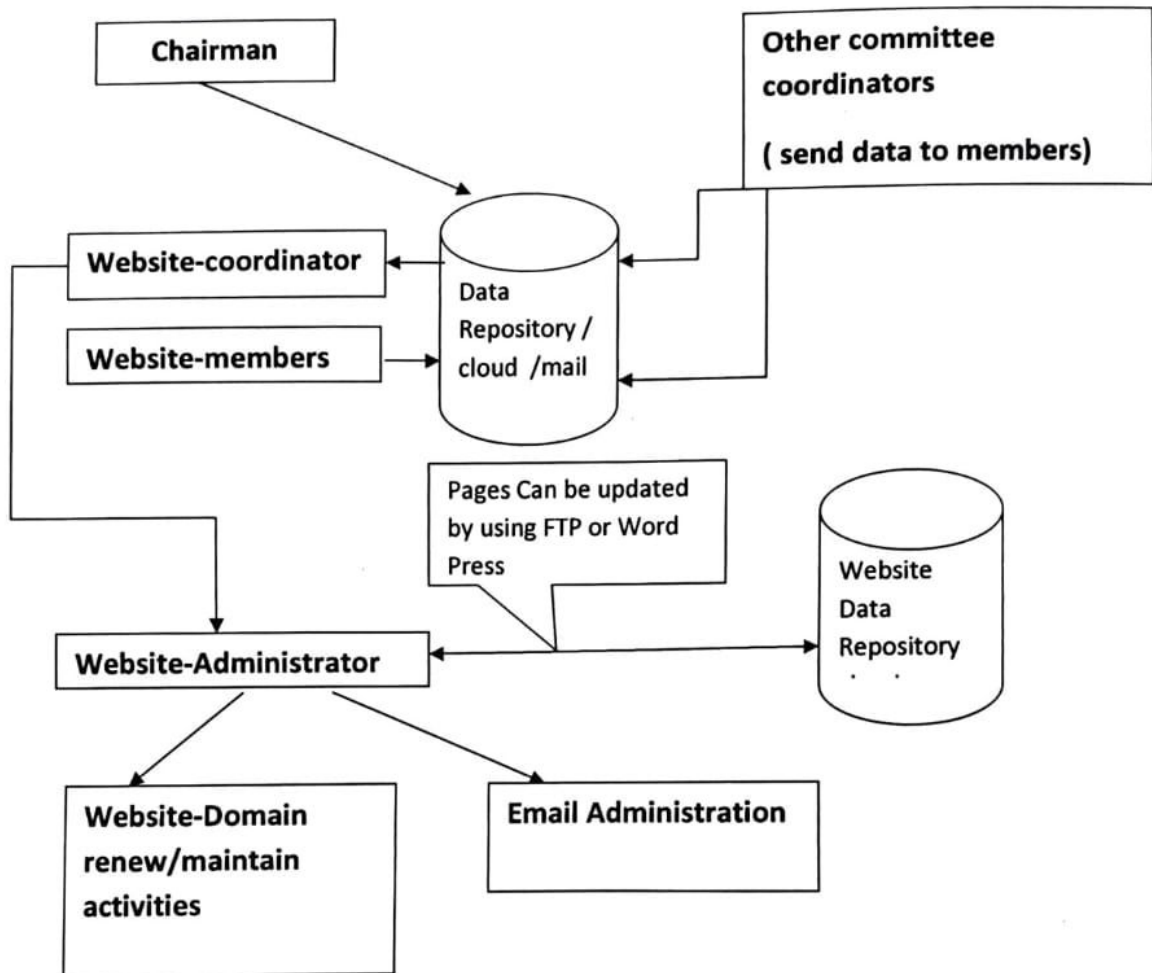 Chairman
Other committee
coordinators
( send data to members)
Website-coordinator
Website-members
Data
Repository /
cloud /mail
Pages Can be updated
by using FTP or Word
Press
Website
Data
Repository
Website-Administrator
Website-Domain
renew/maintain
activities
Email Administration